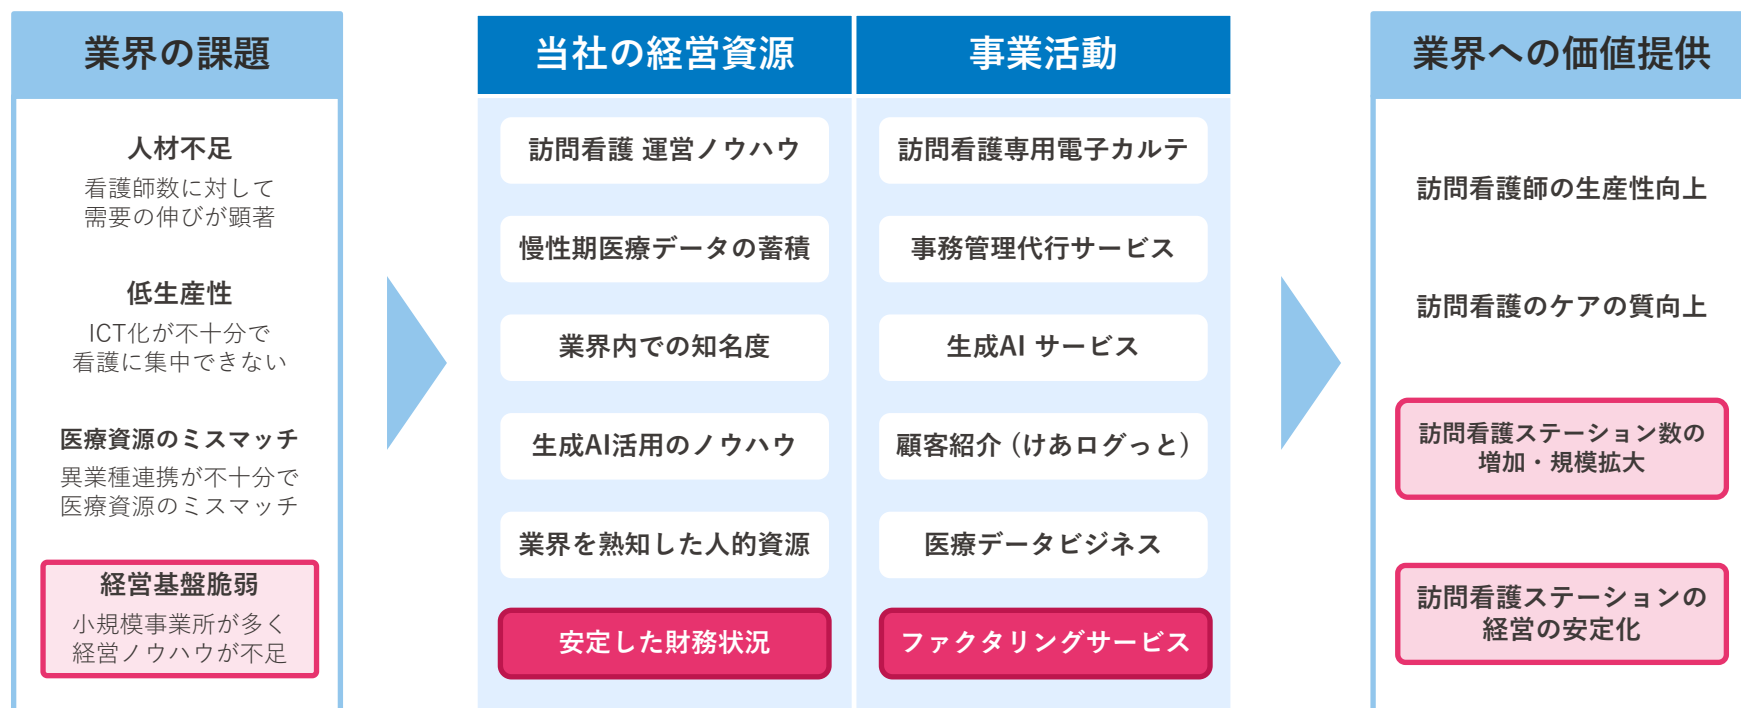 業界の課題
人材不足
看護師数に対して
需要の伸びが顕著
低生産性
ICT化が不十分で
看護に集中できない
医療資源のミスマッチ
異業種連携が不十分で
医療資源のミスマッチ
経営基盤脆弱
小規模事業所が多く
経営ノウハウが不足
当社の経営資源
訪問看護 運営ノウハウ
慢性期医療データの蓄積
業界内での知名度
生成AI活用のノウハウ
業界を熟知した人的資源
安定した財務状況
事業活動
訪問看護専用電子カルテ
事務管理代行サービス
生成AI サービス
顧客紹介 (けあログっと)
医療データビジネス
ファクタリングサービス
業界への価値提供
訪問看護師の生産性向上
訪問看護のケアの質向上
訪問看護ステーション数の
増加・規模拡大
訪問看護ステーションの
経営の安定化